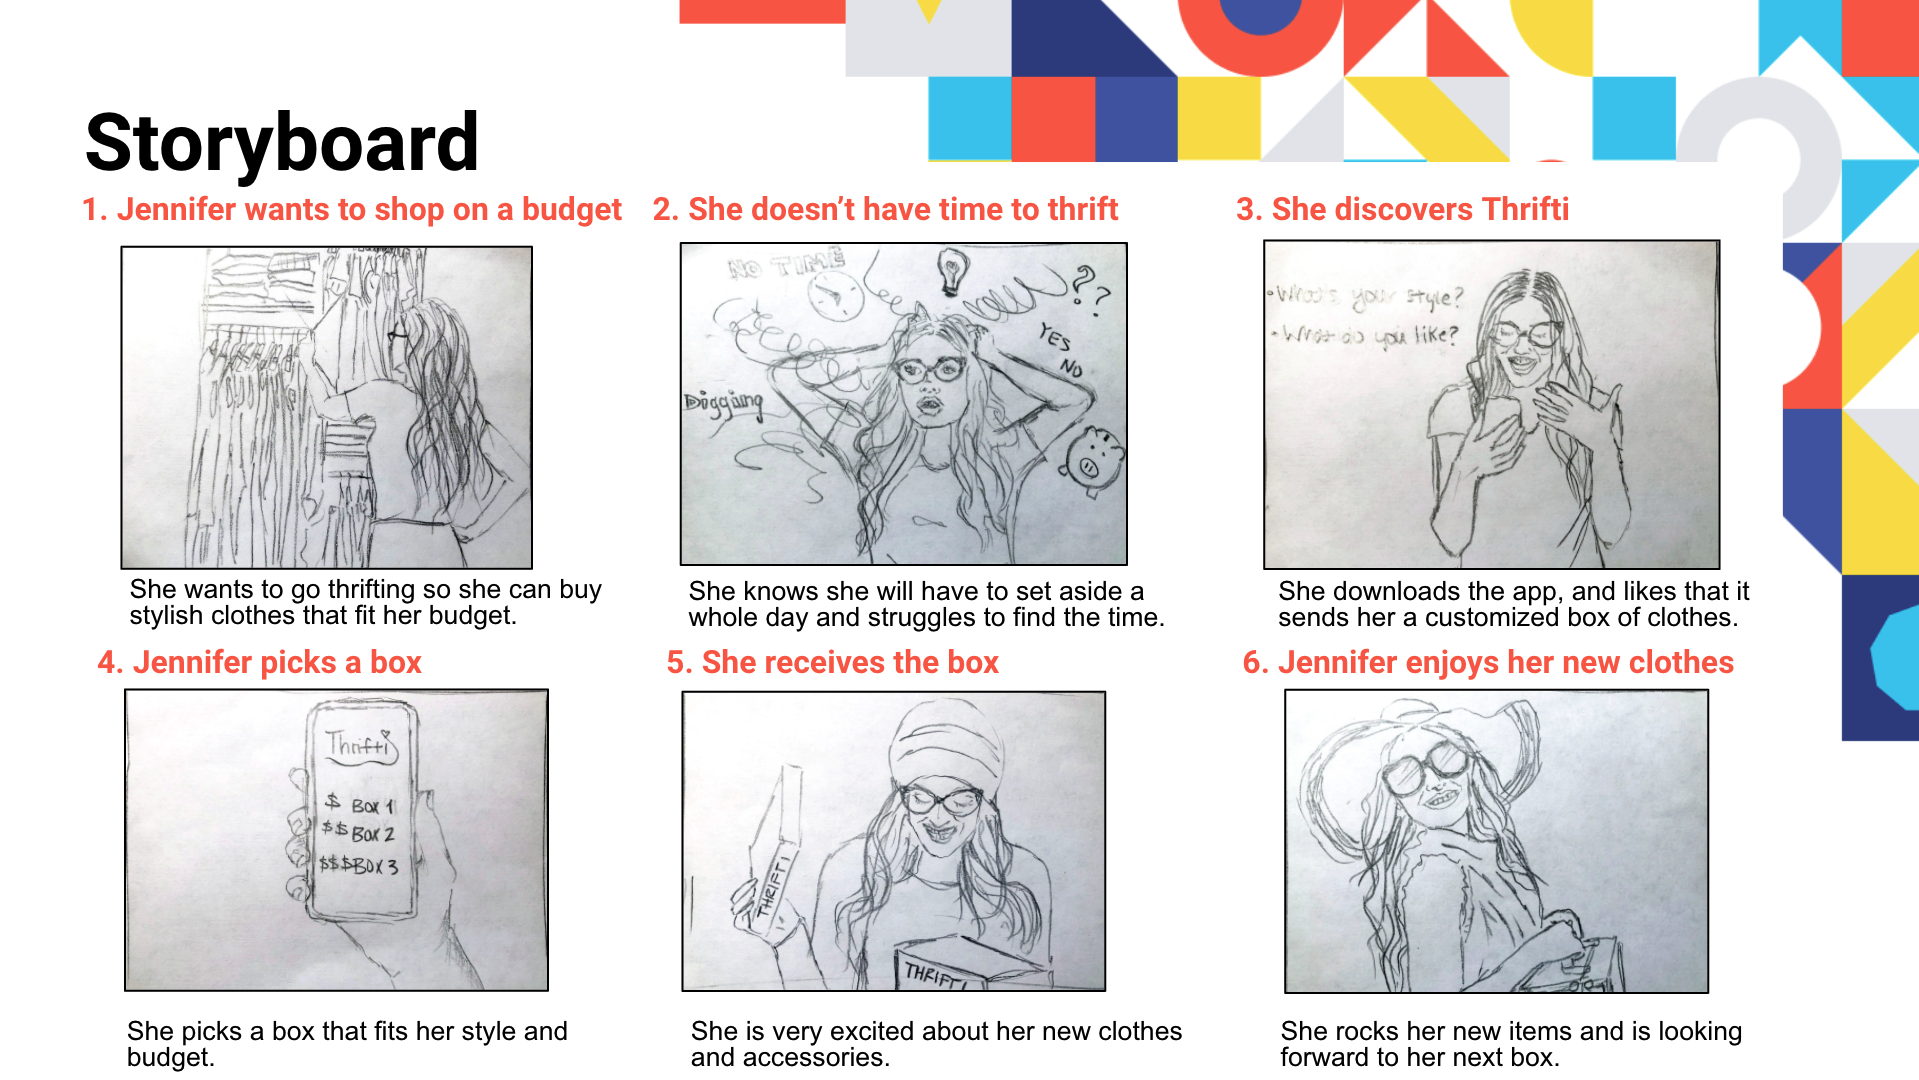 Storyboard
1. Jennifer wants to shop on a budget
She wants to go thrifting so she can buy
stylish clothes that fit her budget.
2. She doesn’t have time to thrift
NO TIME
??
YES
NO
Digging
She knows she will have to set aside a
whole day and struggles to find the time.
3. She discovers Thrifti
•What's your style?
•What do you like?
She downloads the app, and likes that it
sends her a customized box of clothes.
4. Jennifer picks a box
Thrifti
$ Box 1
$$ Box 2
$$$ Box 3
She picks a box that fits her style and
budget.
5. She receives the box
THRIFTI
THRIFTI
She is very excited about her new clothes
and accessories.
6. Jennifer enjoys her new clothes
She rocks her new items and is looking
forward to her next box.